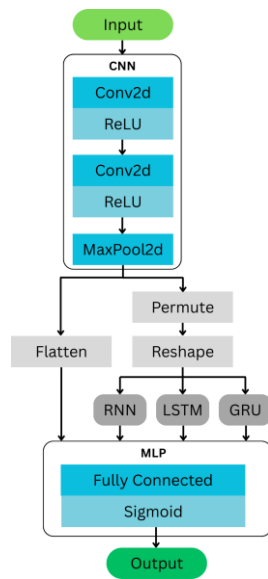 Input
CNN
Conv2d
ReLU
Conv2d
ReLU
MaxPool2d
Permute
Flatten
Reshape
RNN
LSTM
GRU
MLP
Fully Connected
Sigmoid
Output